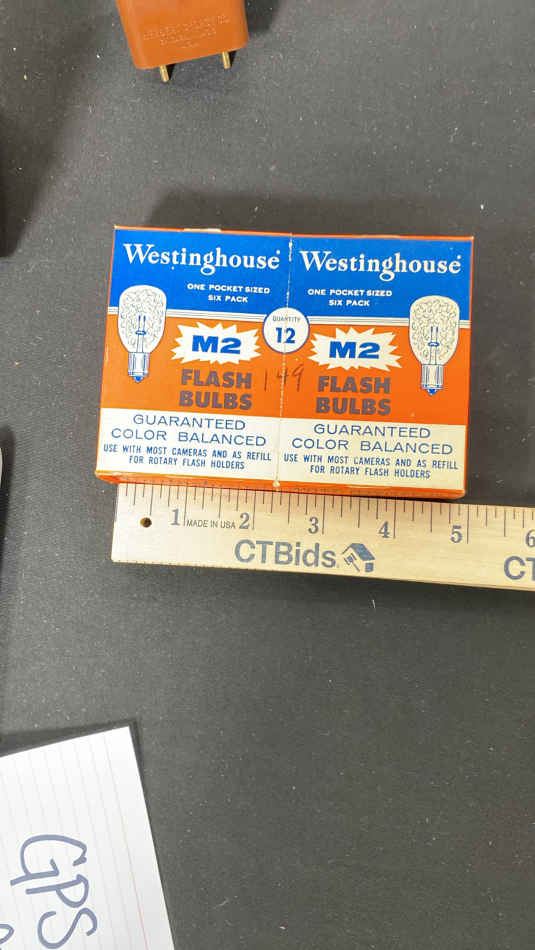 Westinghouse
ONE POCKET SIZED
SIX PACK
M2
FLASH
BULBS
GUARANTEED
COLOR BALANCED
USE WITH MOST CAMERAS AND AS REFILL
FOR ROTARY FLASH HOLDERS
QUANTITY
12
1 49
Westinghouse
ONE POCKET SIZED
SIX PACK
M2
FLASH
BULBS
GUARANTEED
COLOR BALANCED
USE WITH MOST CAMERAS AND AS REFILL
FOR ROTARY FLASH HOLDERS
1 MADE IN USA 2 3 4 5 6
CTBids CT
GPS